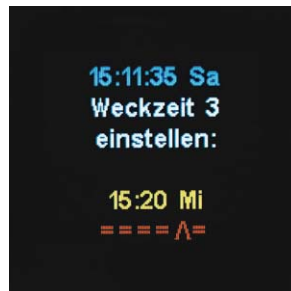 15:11:35 Sa
Weckzeit 3
einstellen:
15:20 Mi
====Λ=